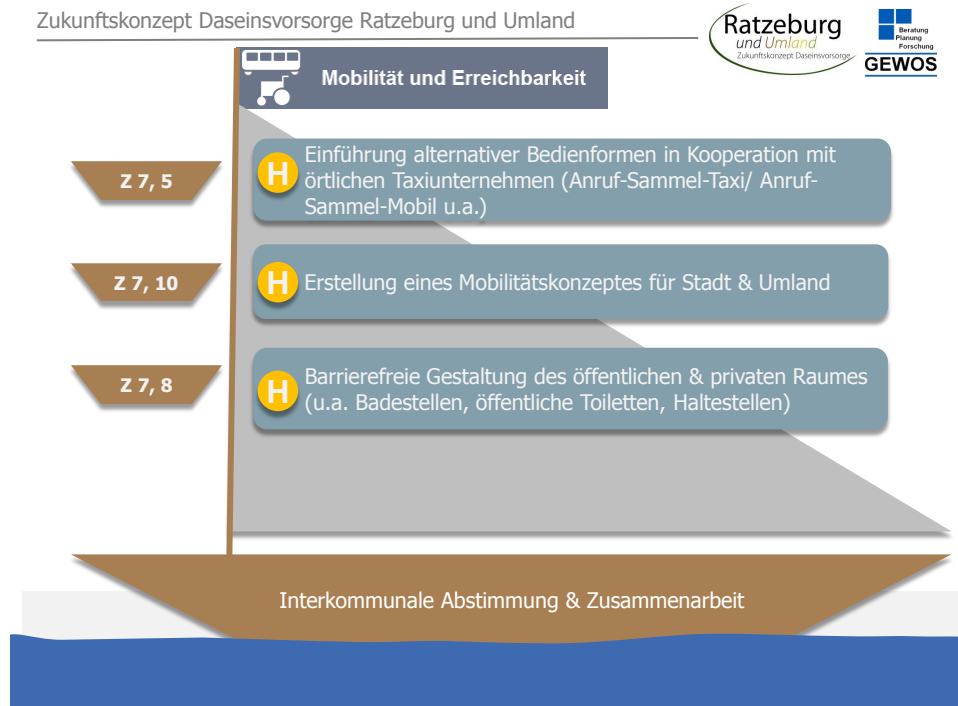 Zukunftskonzept Daseinsvorsorge Ratzeburg und Umland
Ratzeburg
und Umland
Zukunftskonzept Daseinsvorsorge
Beratung
Planung
Forschung
GEWOS
Mobilität und Erreichbarkeit
Z 7, 5
H
Einführung alternativer Bedienformen in Kooperation mit
örtlichen Taxiunternehmen (Anruf-Sammel-Taxi/ Anruf-
Sammel-Mobil u.a.)
Z 7, 10
H
Erstellung eines Mobilitätskonzeptes für Stadt & Umland
Z 7, 8
H
Barrierefreie Gestaltung des öffentlichen & privaten Raumes
(u.a. Badestellen, öffentliche Toiletten, Haltestellen)
Interkommunale Abstimmung & Zusammenarbeit